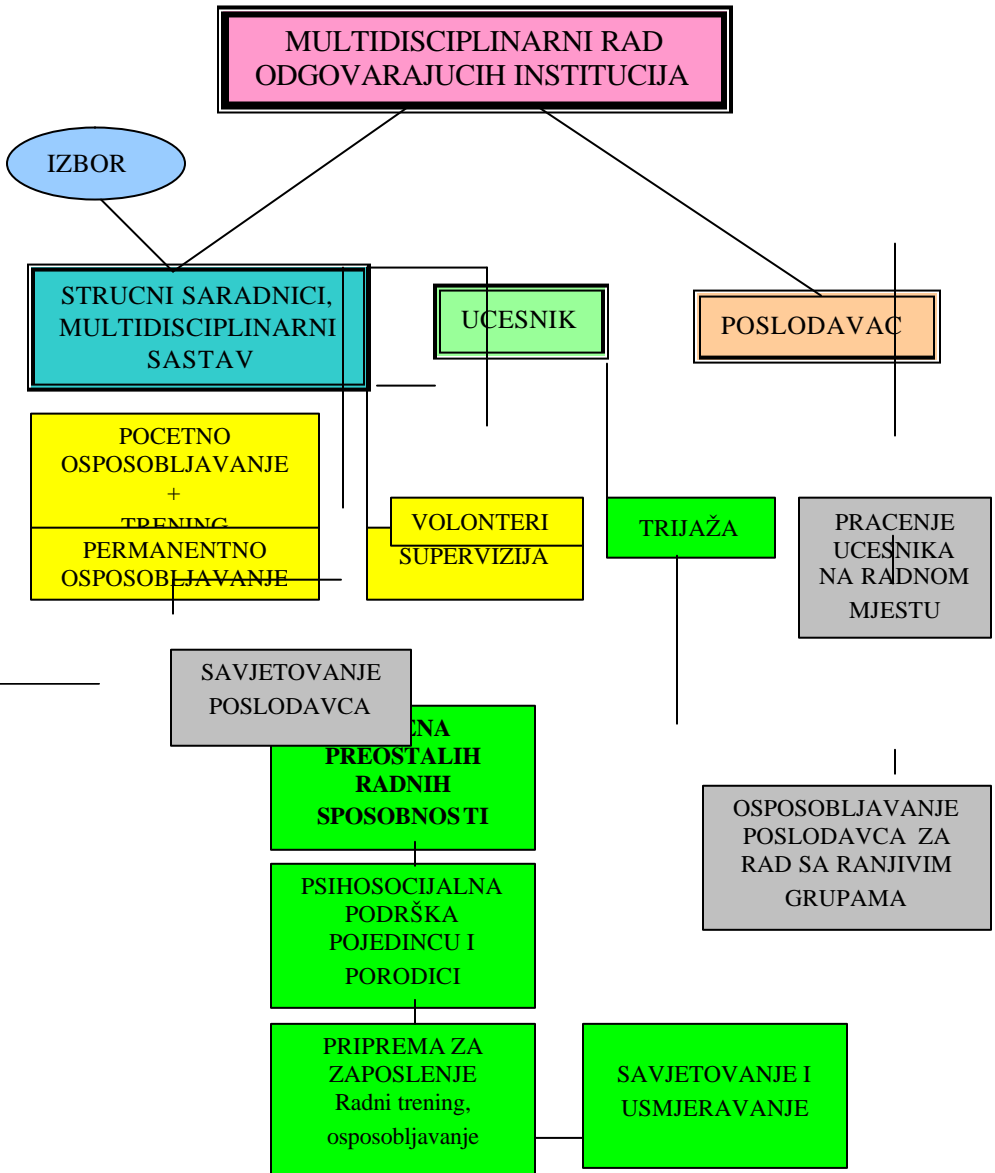 MULTIDISCIPLINARNI RAD
ODGOVARAJUCIH INSTITUCIJA
IZBOR
STRUCNI SARADNICI,
MULTIDISCIPLINARNI
SASTAV
UCESNIK
POSLODAVAC
POCETNO
OSPOSOBLJAVANJE
+
TRENING
PERMANENTNO
OSPOSOBLJAVANJE
VOLONTERI
SUPERVIZIJA
TRIJAŽA
PRACENJE
UCESNIKA
NA RADNOM
MJESTU
SAVJETOVANJE
POSLODAVCA
PREOSTALIH
RADNIH
SPOSOBNOSTI
OSPOSOBLJAVANJE
POSLODAVCA ZA
RAD SA RANJIVIM
GRUPAMA
PSIHOSOCIJALNA
PODRŠKA
POJEDINCU I
PORODICI
PRIPREMA ZA
ZAPOSLENJE
Radni trening,
osposobljavanje
SAVJETOVANJE I
USMJERAVANJE